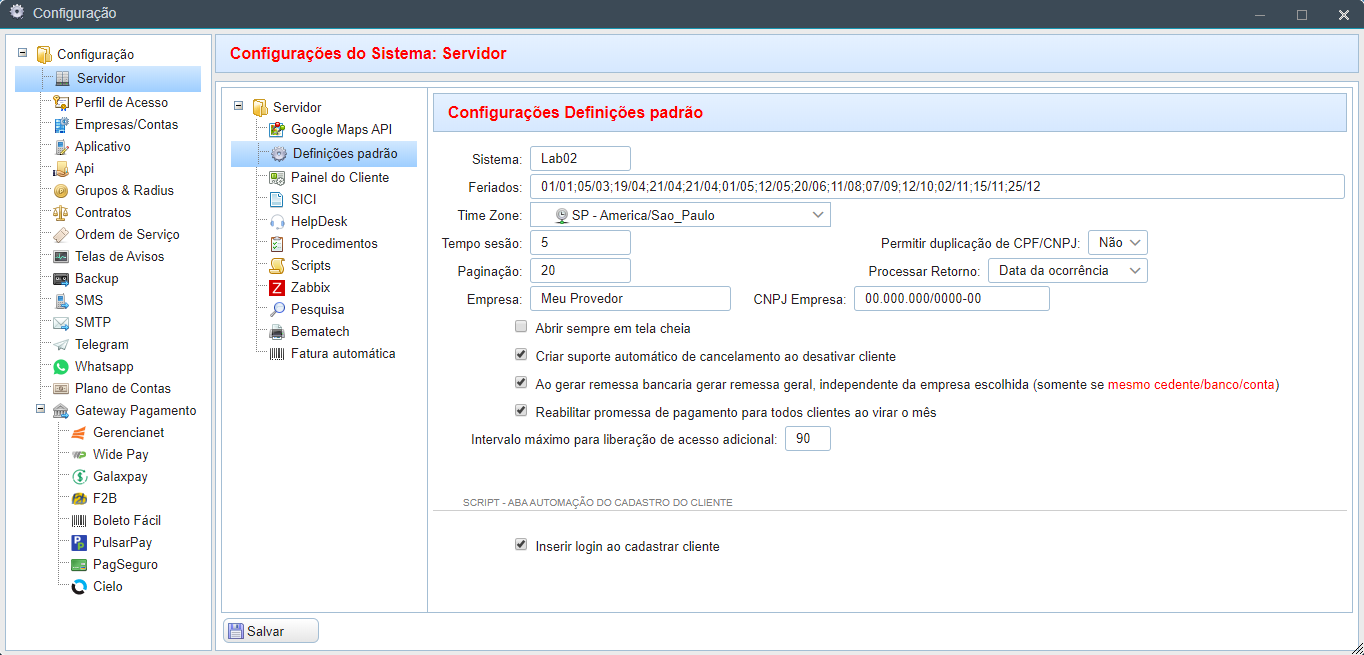 Configuração
Configuração
Servidor
Perfil de Acesso
Empresas/Contas
Aplicativo
Api
Grupos & Radius
Contratos
Ordem de Serviço
Telas de Avisos
Backup
SMS
SMTP
Telegram
Whatsapp
Plano de Contas
Gateway Pagamento
Gerencianet
Wide Pay
Galaxpay
F2B
Boleto Fácil
PulsarPay
PagSeguro
Cielo
Configurações do Sistema: Servidor
Servidor
Google Maps API
Definições padrão
Painel do Cliente
SICI
HelpDesk
Procedimentos
Scripts
Zabbix
Pesquisa
Bematech
Fatura automática
Configurações Definições padrão
Sistema: Lab02
Feriados: 01/01;05/03;19/04;21/04;21/04;01/05;12/05;20/06;11/08;07/09;12/10;02/11;15/11;25/12
Time Zone: SP - America/Sao_Paulo
Tempo sesão: 5 Permitir duplicação de CPF/CNPJ: Não
Paginação: 20 Processar Retorno: Data da ocorrência
Empresa: Meu Provedor CNPJ Empresa: 00.000.000/0000-00
Abrir sempre em tela cheia
Criar suporte automático de cancelamento ao desativar cliente
Ao gerar remessa bancaria gerar remessa geral, independente da empresa escolhida (somente se mesmo cedente/banco/conta)
Reabilitar promessa de pagamento para todos clientes ao virar o mês
Intervalo máximo para liberação de acesso adicional: 90
SCRIPT - ABA AUTOMAÇÃO DO CADASTRO DO CLIENTE
Inserir login ao cadastrar cliente
Salvar